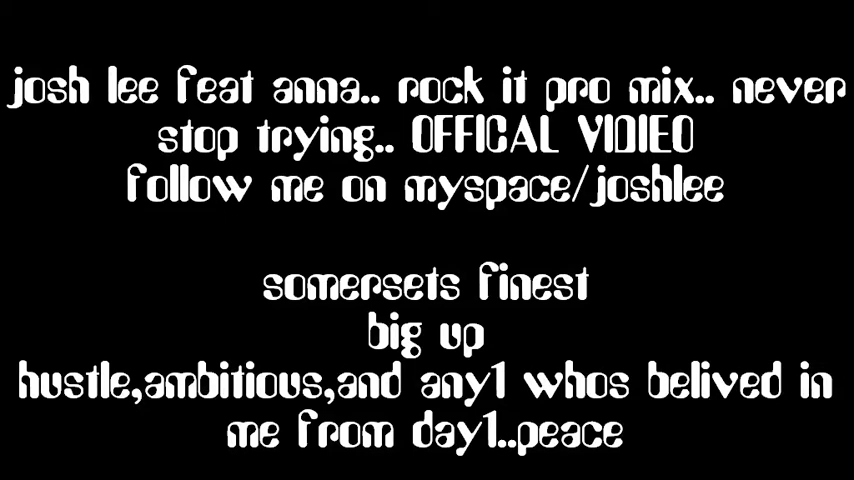 josh lee feat anna.. rock it pro mix.. never
stop trying.. OFFICAL VIDIEO
follow me on myspace/joshlee
somersets finest
big up
hustle,ambitious,and any1 whos belived in
me from day1..peace